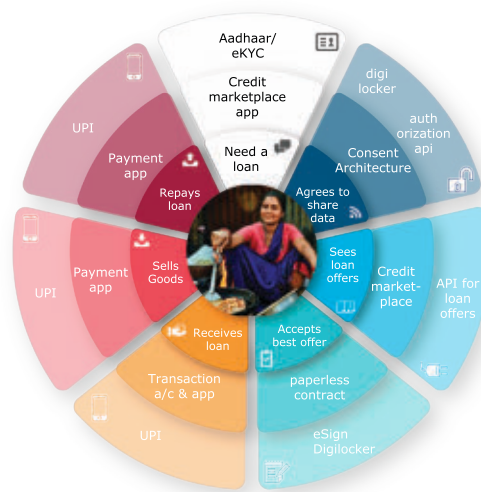 Aadhaar/
eKYC
Credit
marketplace
app
Need a
loan
digi
locker
auth
orization
api
Consent
Architecture
Agrees to
share
data
API for
loan
offers
Credit
market-
place
Sees
loan
offers
eSign
Digilocker
paperless
contract
Accepts
best offer
UPI
Transaction
a/c & app
Receives
loan
UPI
Payment
app
Sells
Goods
UPI
Payment
app
Repays
loan